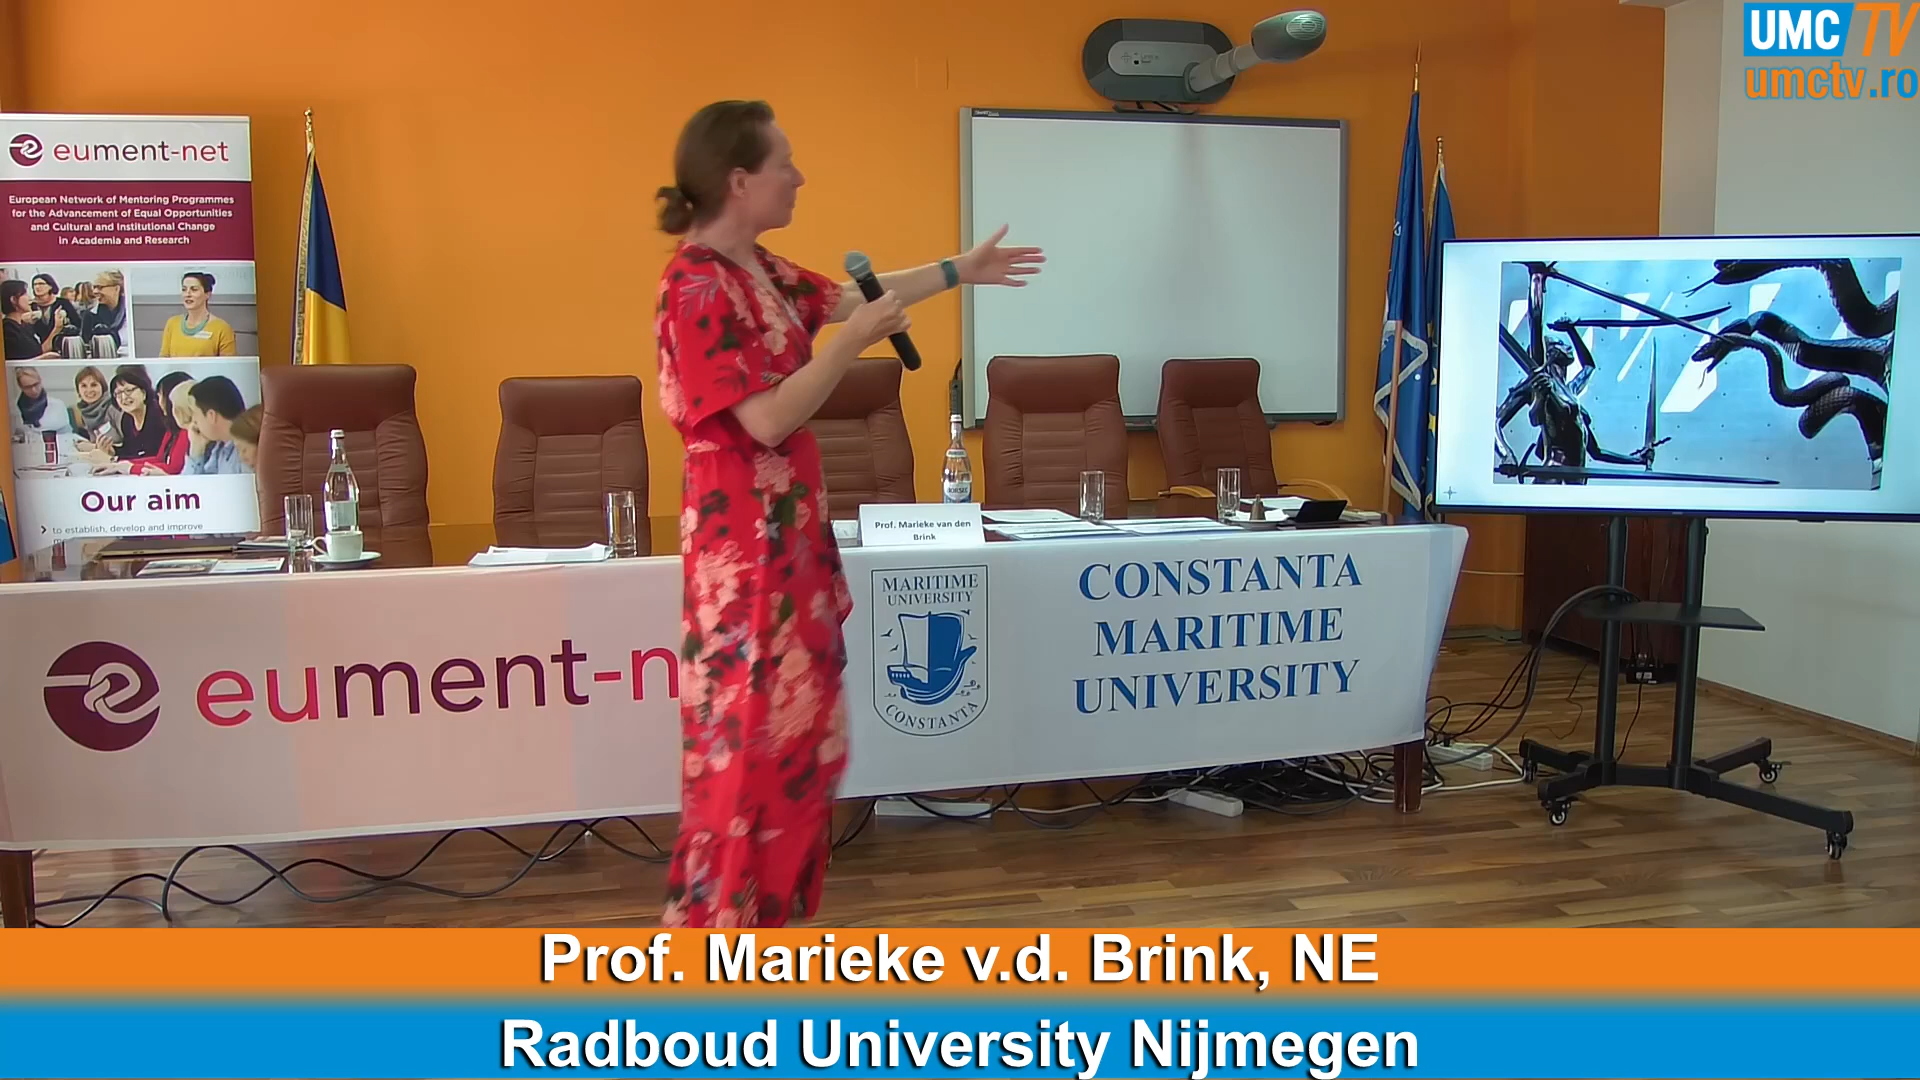 UMC TV
umctv.ro
eument-net
European Network of Mentoring Programmes
for the Advancement of Equal Opportunities
and Cultural and Institutional Change
in Academia and Research
Our aim
to establish, develop and improve
Prof. Marieke van den
Brink
BORSEC
eument-n
MARITIME
UNIVERSITY
CONSTANTA
CONSTANTA
MARITIME
UNIVERSITY
Prof. Marieke v.d. Brink, NE
Radboud University Nijmegen